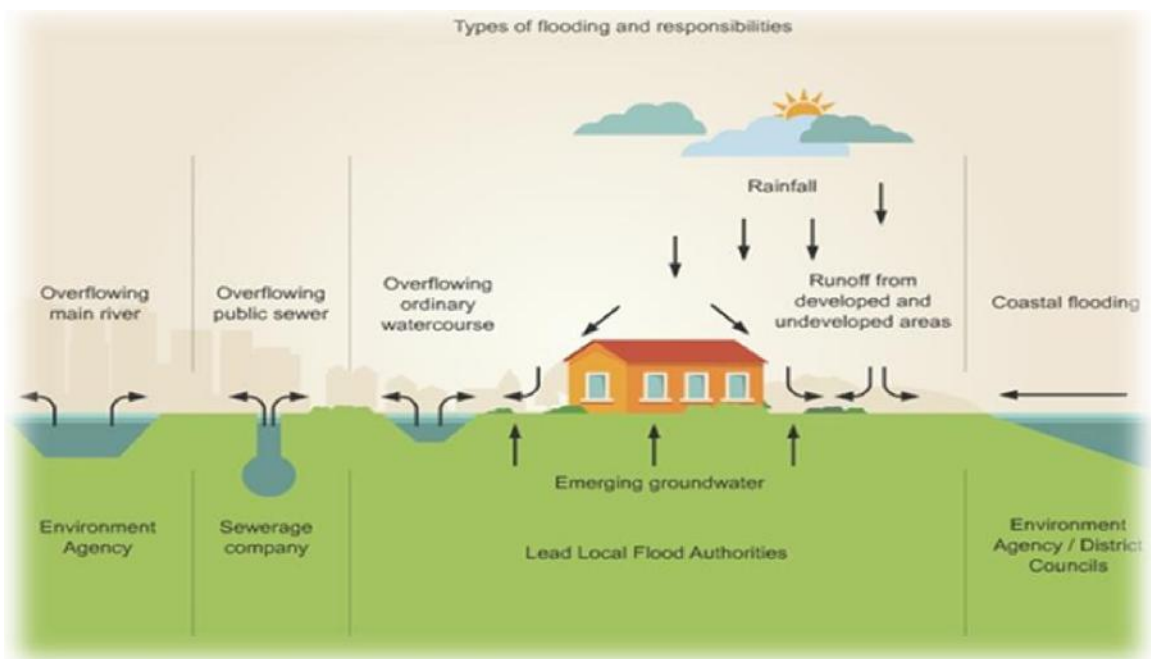 Types of flooding and responsibilities
Rainfall
Overflowing
main river
Overflowing
public sewer
Overflowing
ordinary
watercourse
Runoff from
developed and
undeveloped areas
Coastal flooding
Emerging groundwater
Environment
Agency
Sewerage
company
Lead Local Flood Authorities
Environment
Agency / District
Councils